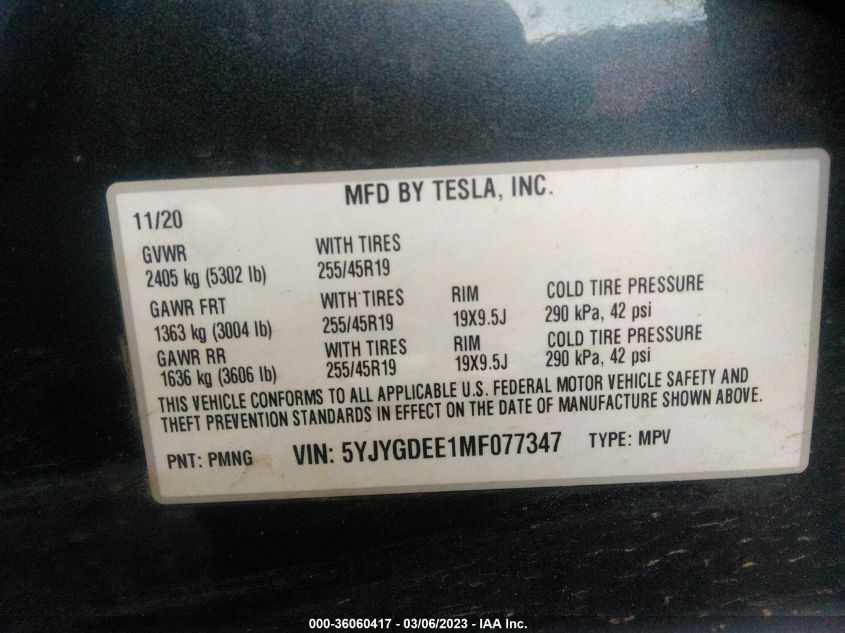 MFD BY TESLA, INC.
11/20
GVWR WITH TIRES
2405 kg (5302 lb) 255/45R19
GAWR FRT WITH TIRES RIM COLD TIRE PRESSURE
1363 kg (3004 lb) 255/45R19 19X9.5J 290 kPa, 42 psi
GAWR RR WITH TIRES RIM COLD TIRE PRESSURE
1636 kg (3606 lb) 255/45R19 19X9.5J 290 kPa, 42 psi
THIS VEHICLE CONFORMS TO ALL APPLICABLE U.S. FEDERAL MOTOR VEHICLE SAFETY AND
THEFT PREVENTION STANDARDS IN EFFECT ON THE DATE OF MANUFACTURE SHOWN ABOVE.
PNT: PMNG VIN: 5YJYGDEE1MF077347 TYPE: MPV
000-36060417 - 03/06/2023 - IAA Inc.